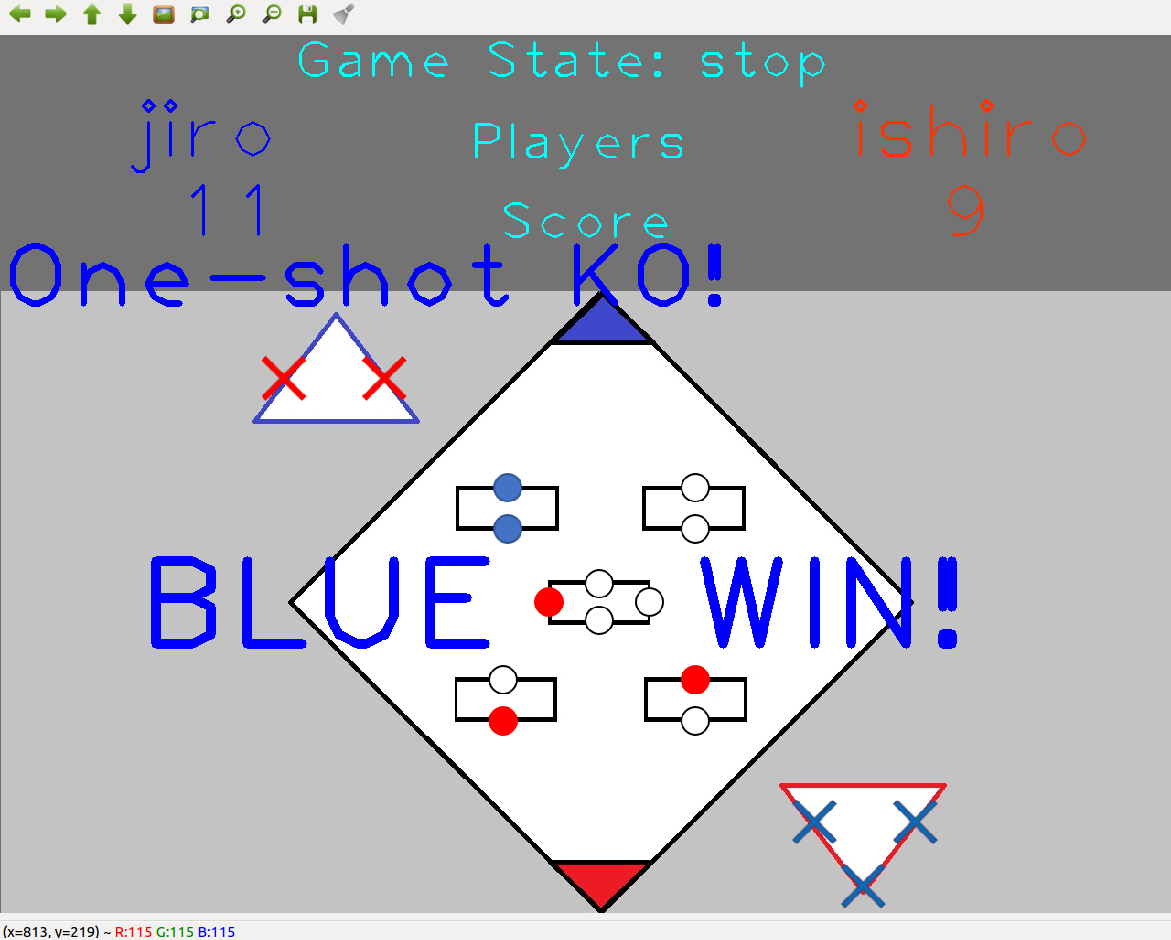 Game State: stop
jiro Players ishiro
11 Score 9
One-shot KO!
BLUE WIN!
(x=813, y=219) ~ R:115 G:115 B:115